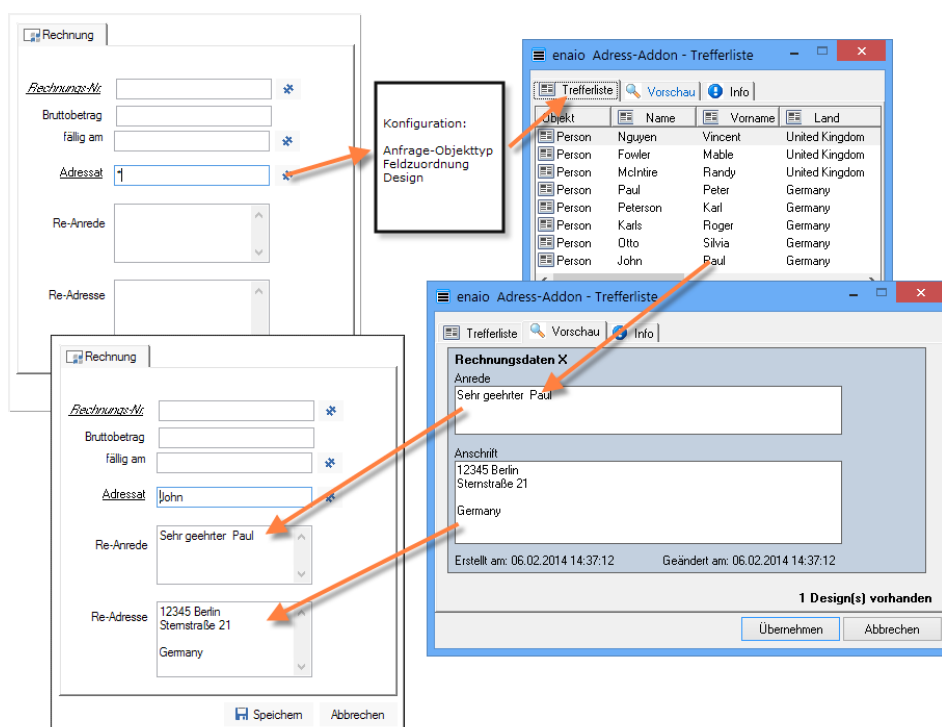 Rechnung
Rechnungs-Nr.
Bruttobetrag
fällig am
Adressat
*
Re-Anrede
Re-Adresse
Konfiguration:
Anfrage-Objekttyp
Feldzuordnung
Design
enaio Adress-Addon - Trefferliste
Trefferliste Vorschau Info
Objekt Name Vorname Land
Person Nguyen Vincent United Kingdom
Person Fowler Mable United Kingdom
Person McIntire Randy United Kingdom
Person Paul Peter Germany
Person Peterson Karl Germany
Person Karls Roger Germany
Person Otto Silvia Germany
Person John Paul Germany
enaio Adress-Addon - Trefferliste
Trefferliste Vorschau Info
Rechnungsdaten X
Anrede
Sehr geehrter Paul
Anschrift
12345 Berlin
Sternstraße 21
Germany
Erstellt am: 06.02.2014 14:37:12 Geändert am: 06.02.2014 14:37:12
1 Design(s) vorhanden
Übernehmen Abbrechen
Rechnung
Rechnungs-Nr.
Bruttobetrag
fällig am
Adressat John
Re-Anrede Sehr geehrter Paul
Re-Adresse 12345 Berlin
Sternstraße 21
Germany
Speichern Abbrechen